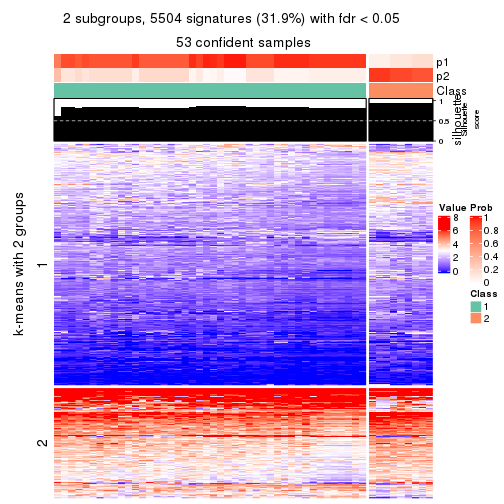 2 subgroups, 5504 signatures (31.9%) with fdr < 0.05
53 confident samples
p1
p2
Class
silhouette
Silhouette
score
1
0.5
0
k-means with 2 groups
1
2
Value
8
6
4
2
0
Prob
1
0.8
0.6
0.4
0.2
0
Class
1
2